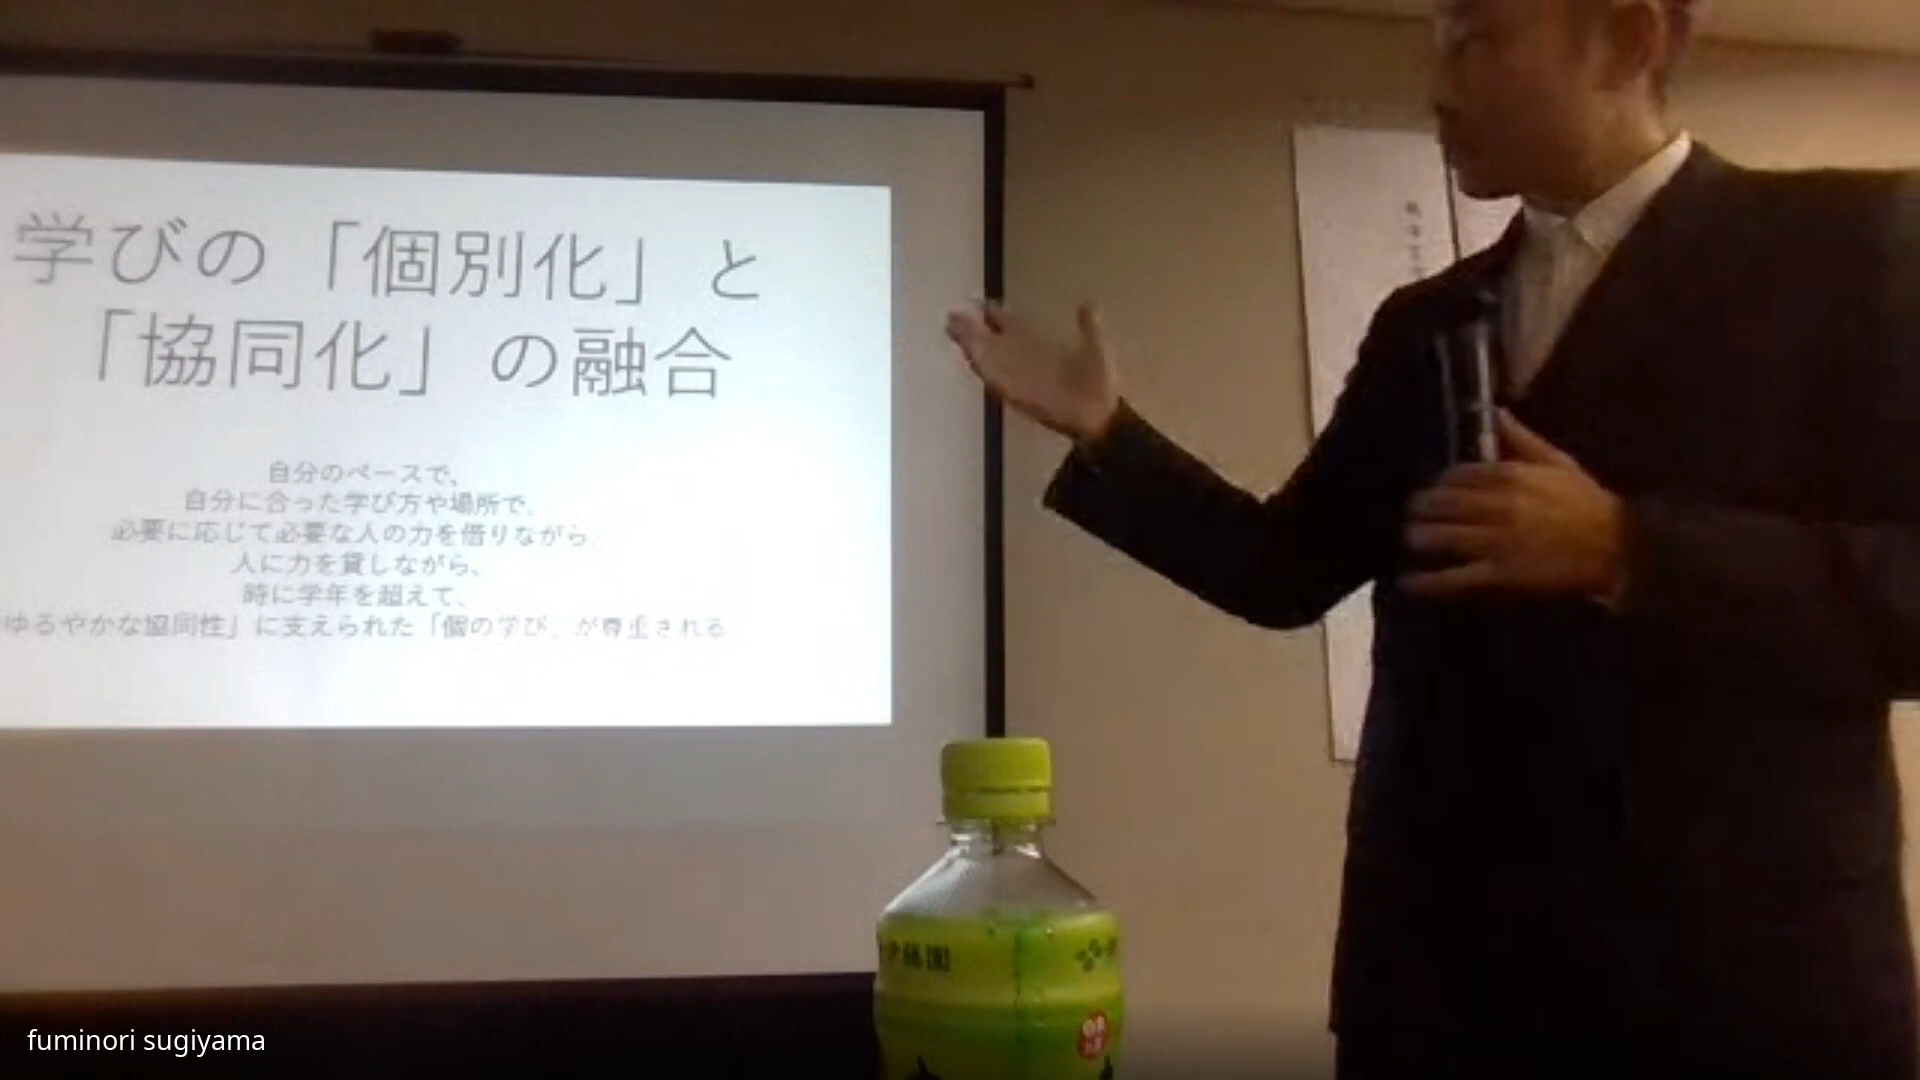 学びの「個別化」と
「協同化」の融合
自分のペースで、
自分に合った学び方や場所で、
必要に応じて必要な人の力を借りながら、
人に力を貸しながら、
時に学年を超えて、
ゆるやかな協同性」に支えられた「個の学び」が尊重される
伊藤園
fuminori sugiyama